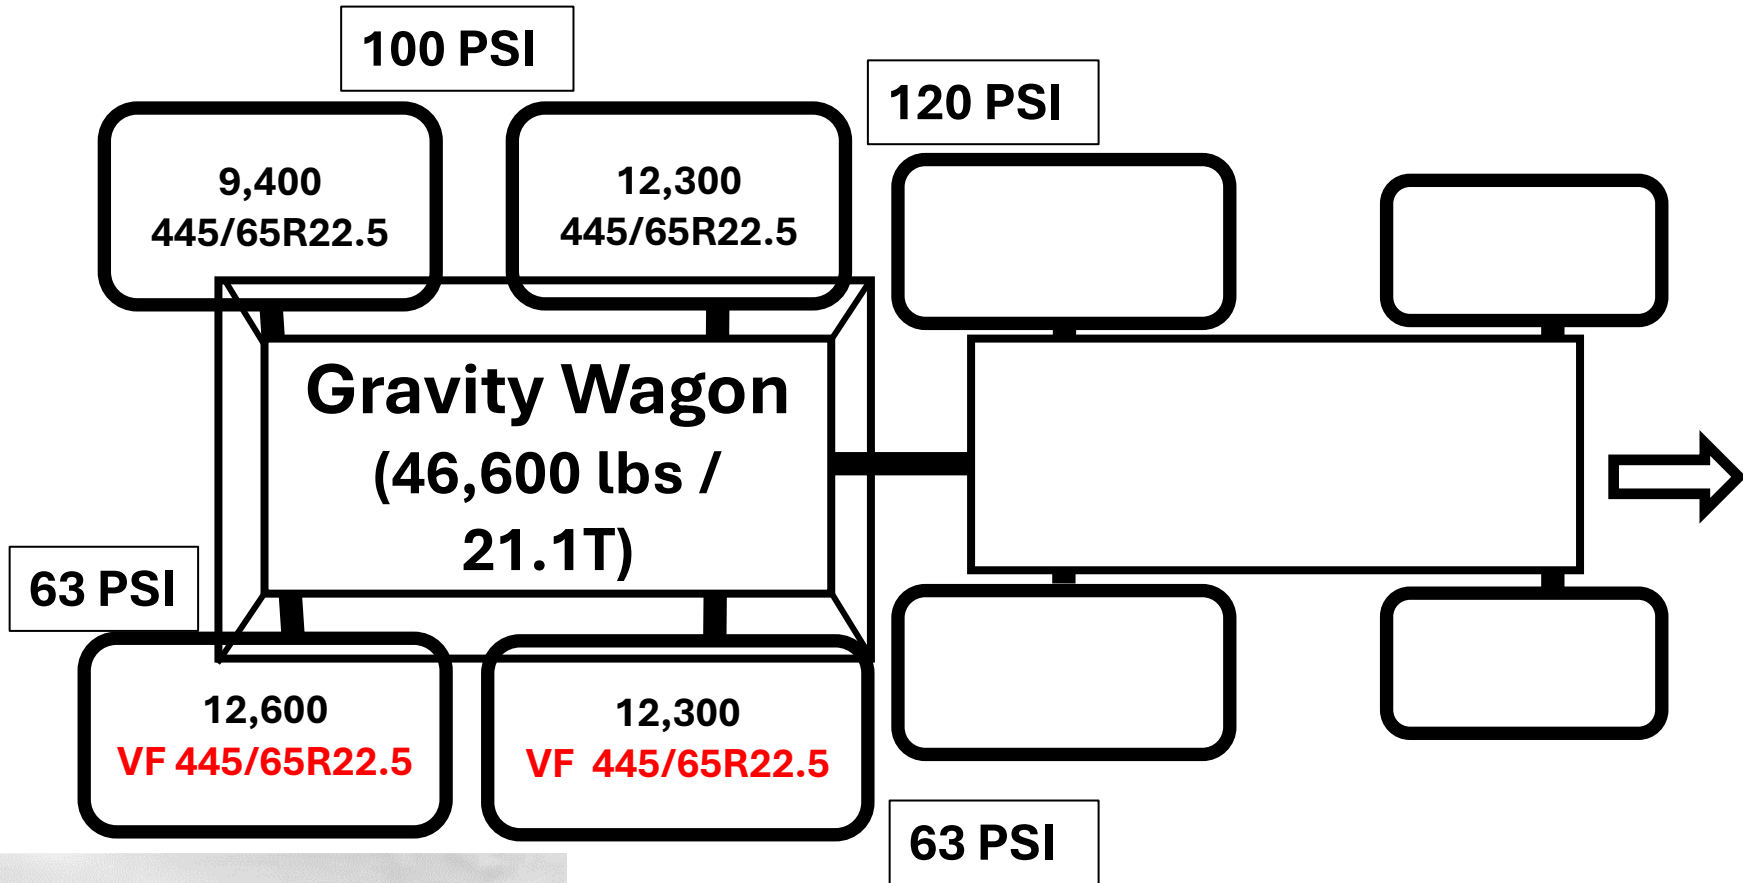 100 PSI
120 PSI
9,400
445/65R22.5
12,300
445/65R22.5
Gravity Wagon
(46,600 lbs /
21.1T)
63 PSI
12,600
VF 445/65R22.5
12,300
VF 445/65R22.5
63 PSI